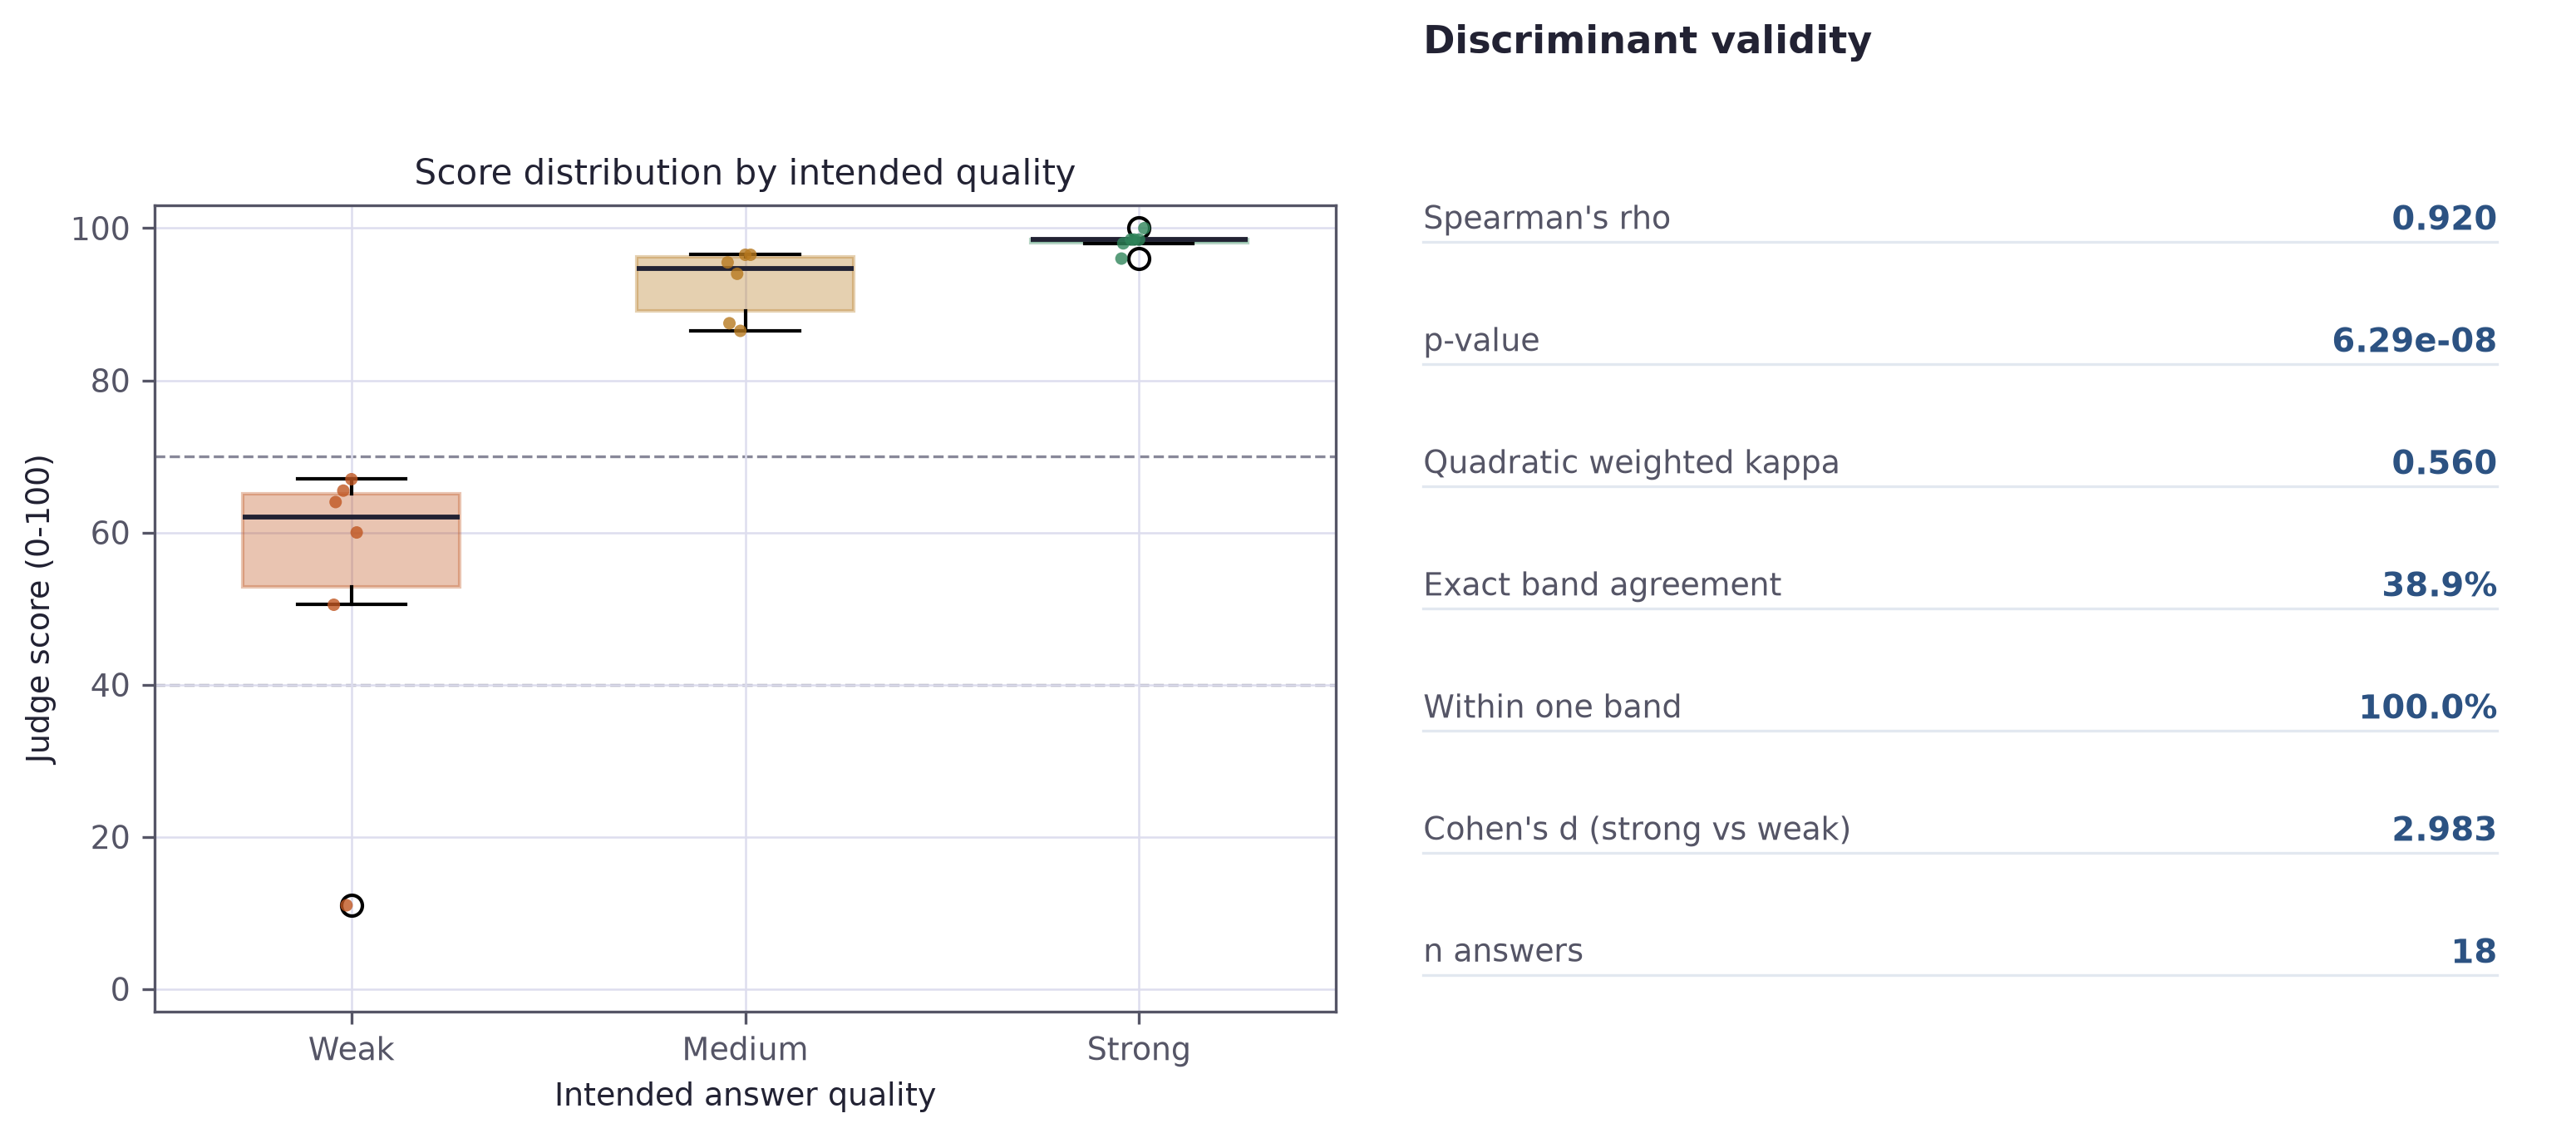 Discriminant validity
Score distribution by intended quality
Judge score (0-100)
100
80
60
40
20
0
Weak
Medium
Strong
Intended answer quality
Spearman's rho 0.920
p-value 6.29e-08
Quadratic weighted kappa 0.560
Exact band agreement 38.9%
Within one band 100.0%
Cohen's d (strong vs weak) 2.983
n answers 18